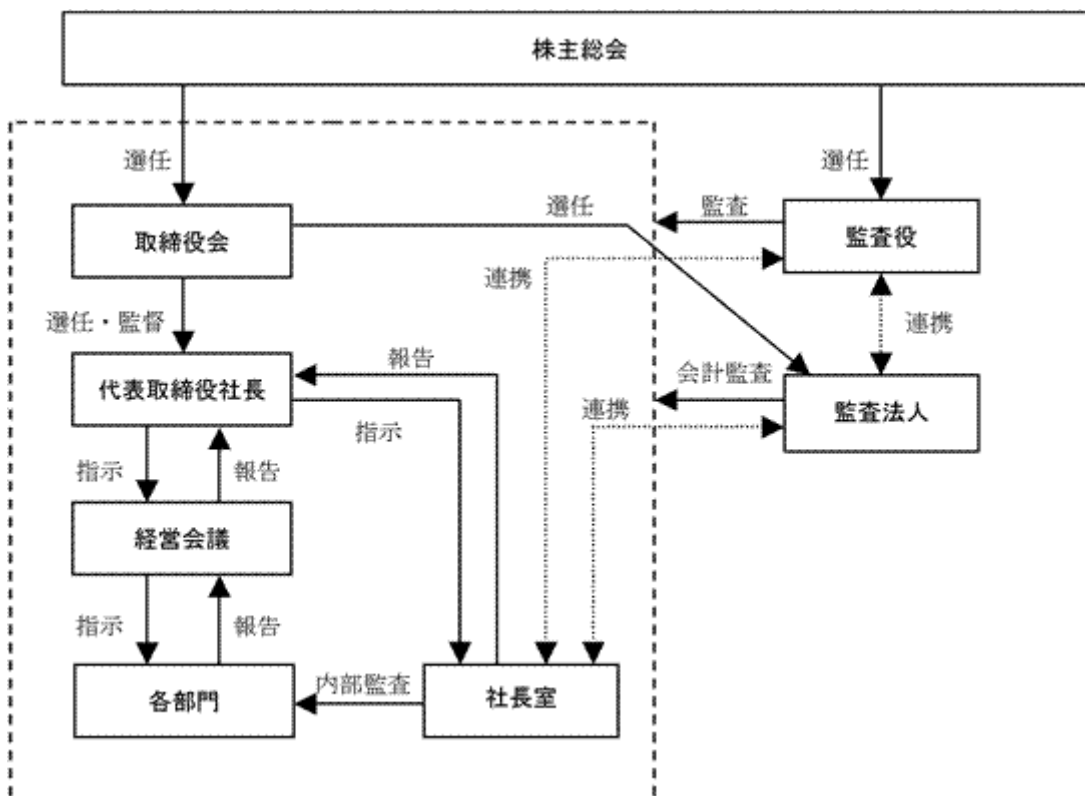 株主総会
選任
選任
取締役会
選任
監査
監査役
連携
選任・監督
連携
代表取締役社長
報告
会計監査
監査法人
指示
連携
指示
報告
経営会議
指示
報告
各部門
内部監査
社長室